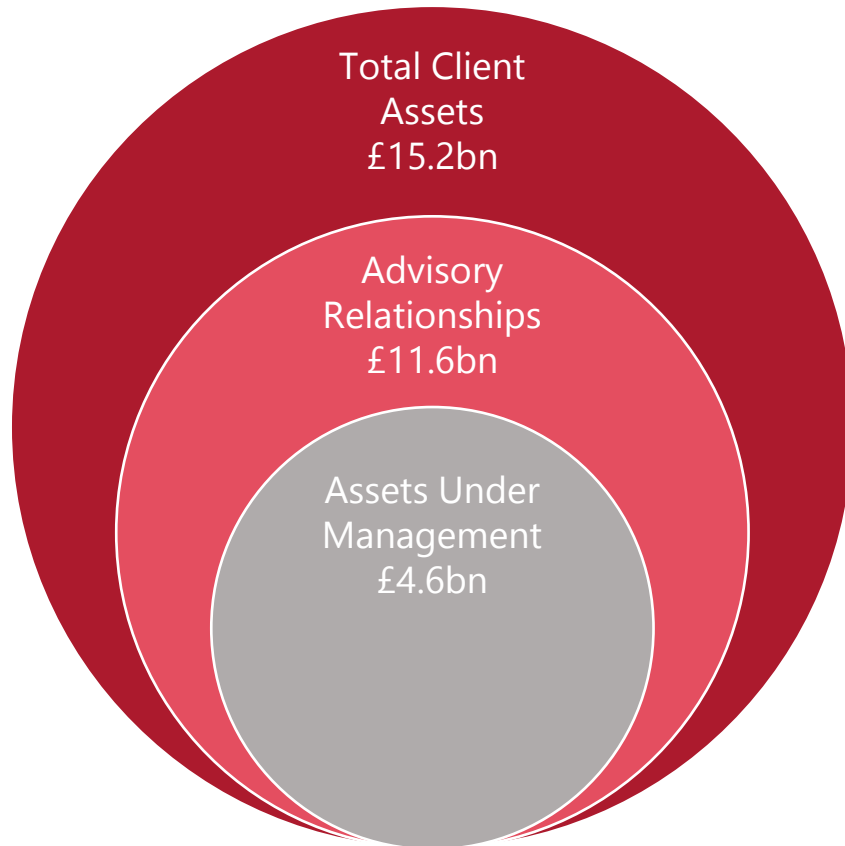 Total Client
Assets
£15.2bn
Advisory
Relationships
£11.6bn
Assets Under
Management
£4.6bn